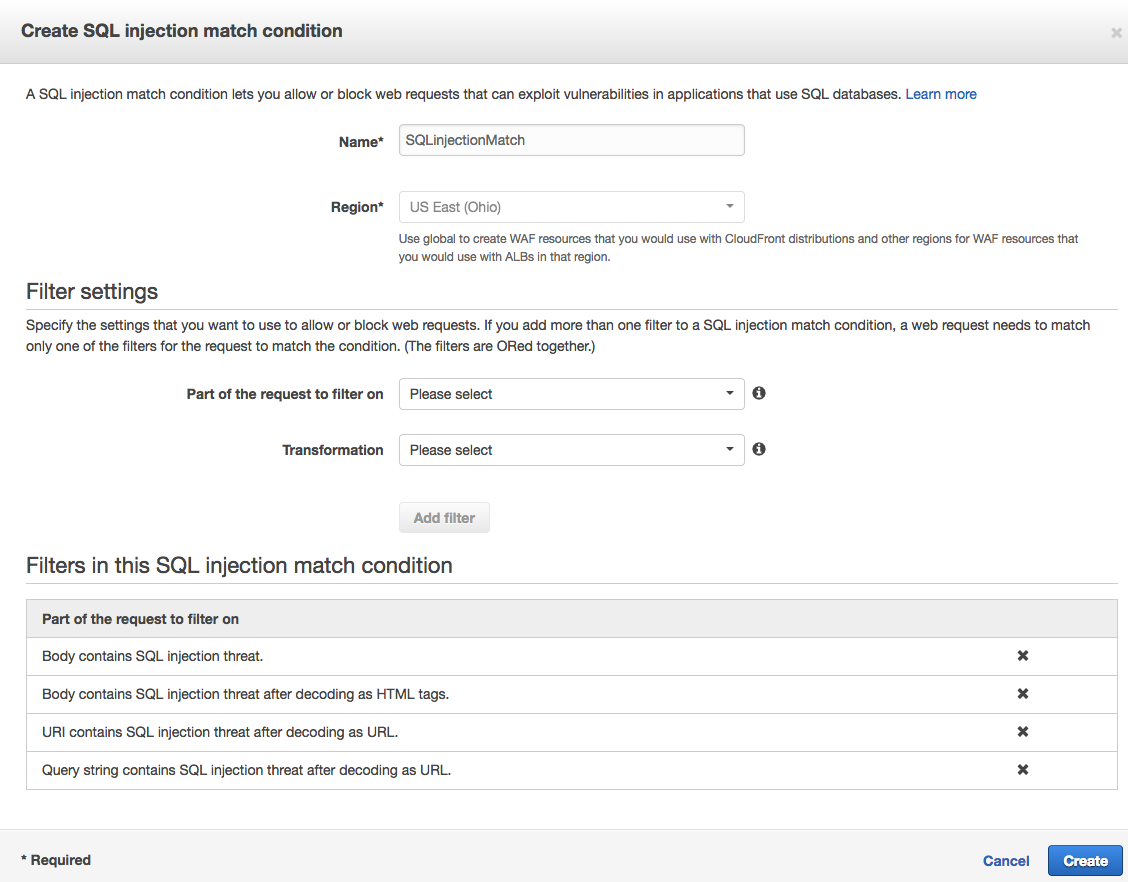 Create SQL injection match condition
A SQL injection match condition lets you allow or block web requests that can exploit vulnerabilities in applications that use SQL databases. Learn more
Name* SQLinjectionMatch
Region* US East (Ohio)
Use global to create WAF resources that you would use with CloudFront distributions and other regions for WAF resources that
you would use with ALBs in that region.
Filter settings
Specify the settings that you want to use to allow or block web requests. If you add more than one filter to a SQL injection match condition, a web request needs to match
only one of the filters for the request to match the condition. (The filters are ORed together.)
Part of the request to filter on Please select
Transformation Please select
Add filter
Filters in this SQL injection match condition
Part of the request to filter on
Body contains SQL injection threat.
Body contains SQL injection threat after decoding as HTML tags.
URI contains SQL injection threat after decoding as URL.
Query string contains SQL injection threat after decoding as URL.
* Required Cancel Create